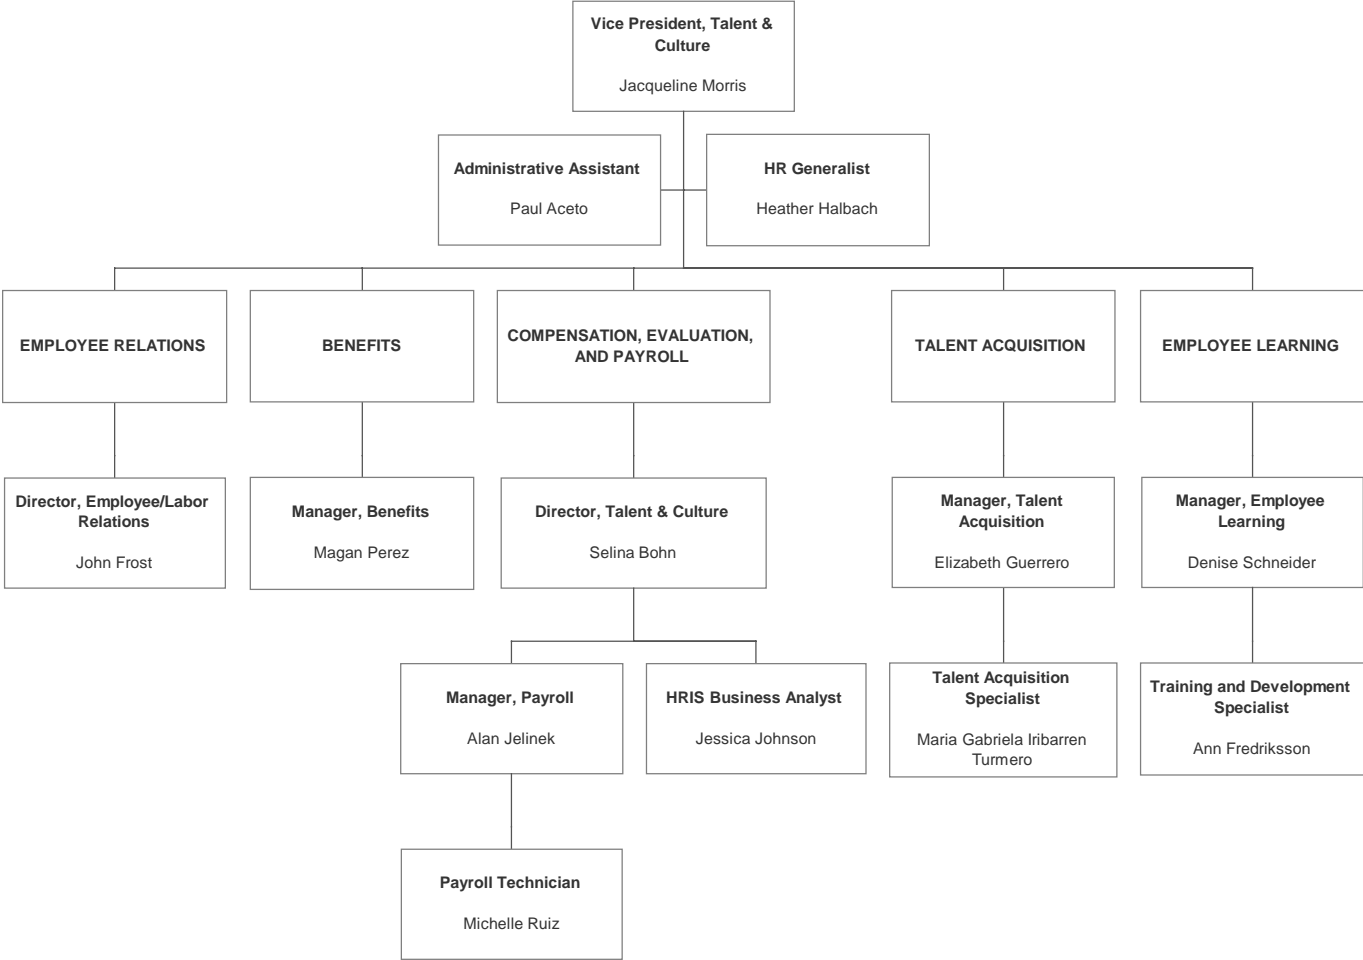 Vice President, Talent &
Culture
Jacqueline Morris
Administrative Assistant
Paul Aceto
HR Generalist
Heather Halbach
EMPLOYEE RELATIONS
BENEFITS
COMPENSATION, EVALUATION,
AND PAYROLL
TALENT ACQUISITION
EMPLOYEE LEARNING
Director, Employee/Labor
Relations
John Frost
Manager, Benefits
Magan Perez
Director, Talent & Culture
Selina Bohn
Manager, Talent
Acquisition
Elizabeth Guerrero
Manager, Employee
Learning
Denise Schneider
Manager, Payroll
Alan Jelinek
HRIS Business Analyst
Jessica Johnson
Talent Acquisition
Specialist
Maria Gabriela Iribarren
Turmero
Training and Development
Specialist
Ann Fredriksson
Payroll Technician
Michelle Ruiz